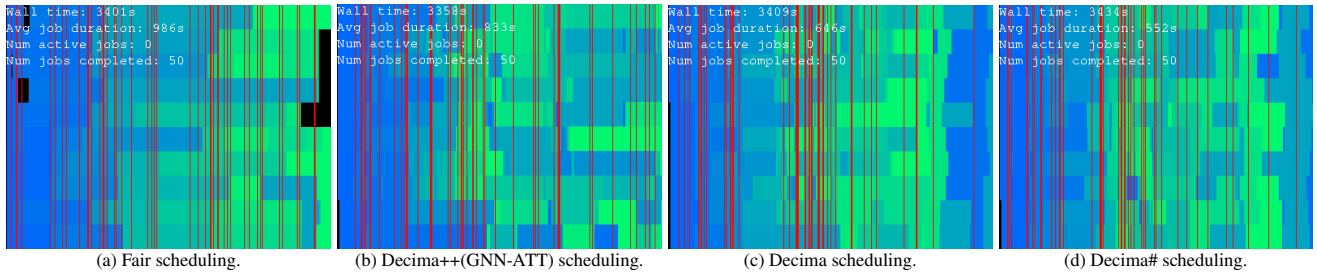 Wall time: 3401s
Avg job duration: 986s
Num active jobs: 0
Num jobs completed: 50
(a) Fair scheduling.
Wall time: 3358s
Avg job duration: 833s
Num active jobs: 0
Num jobs completed: 50
(b) Decima++(GNN-ATT) scheduling.
Wall time: 3409s
Avg job duration: 646s
Num active jobs: 0
Num jobs completed: 50
(c) Decima scheduling.
Wall time: 3434s
Avg job duration: 552s
Num active jobs: 0
Num jobs completed: 50
(d) Decima# scheduling.